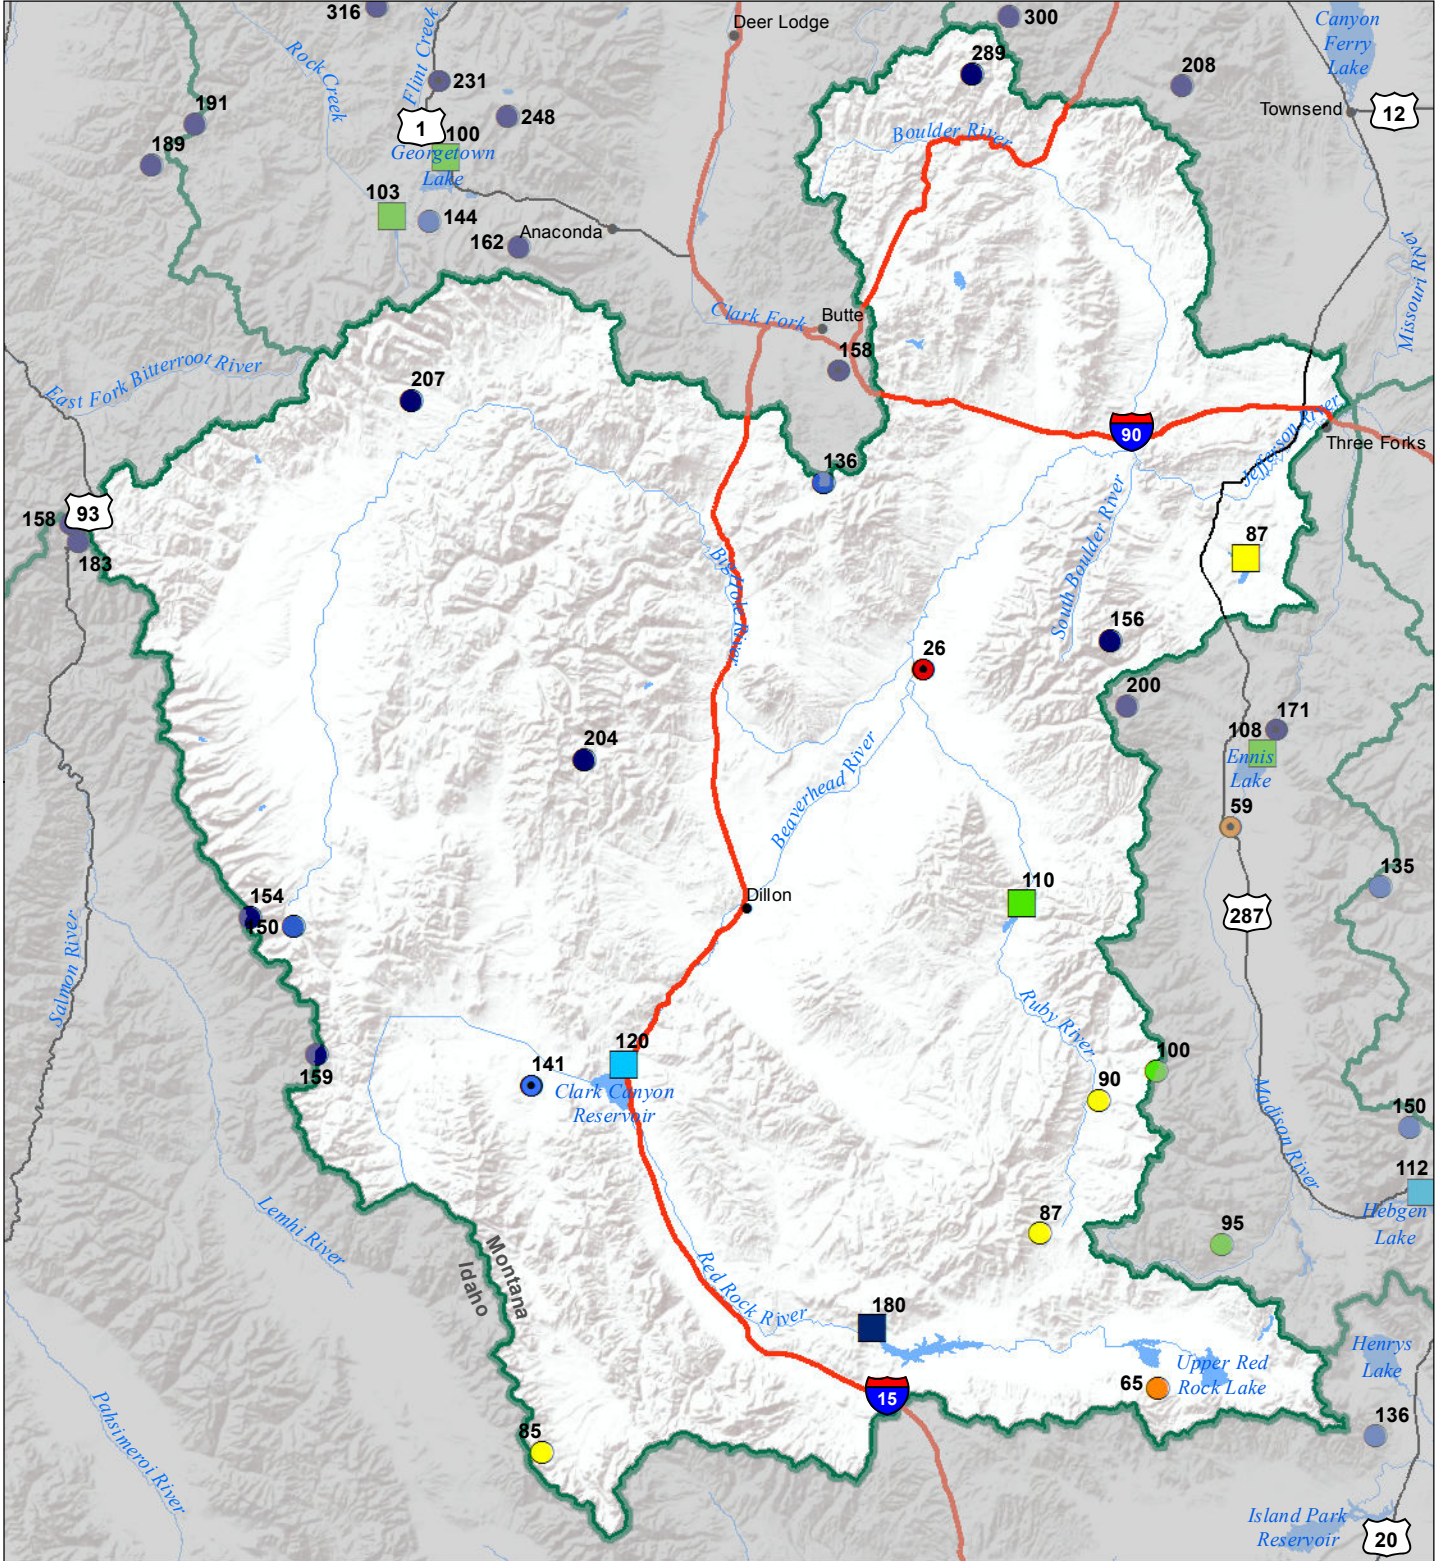 316
Deer Lodge
300
Canyon
Ferry
Lake
Rock Creek
Flint Creek
231
289
208
191
248
Townsend
12
1
100
189
Georgetown
Lake
Boulder River
103
144
Anaconda
162
Missouri River
Clark Fork
Butte
158
East Fork Bitterroot River
207
90
Jefferson River
Three Forks
136
158
93
183
87
Big Hole River
South Boulder River
156
26
200
171
108
Ennis
Lake
204
Beaverhead River
59
135
Dillon
110
154
150
287
Salmon River
Ruby River
120
100
159
141
Clark Canyon
Reservoir
90
Madison River
150
112
Hebgen
Lake
Lemhi River
87
95
Montana
Idaho
Red Rock River
180
Henrys
Lake
Upper Red
Rock Lake
65
15
Pahsimeroi River
85
136
Island Park
Reservoir
20